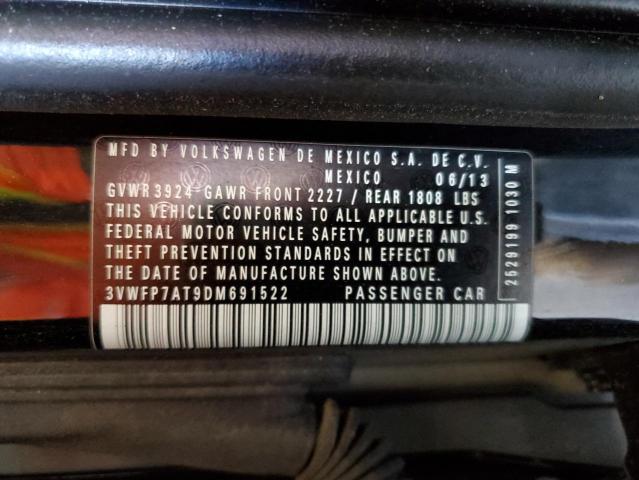 MFD BY VOLKSWAGEN DE MEXICO S.A. DE C.V.
MEXICO 06/13
GVWR 3924 GAWR FRONT 2227 / REAR 1808 LBS
THIS VEHICLE CONFORMS TO ALL APPLICABLE U.S.
FEDERAL MOTOR VEHICLE SAFETY, BUMPER AND
THEFT PREVENTION STANDARDS IN EFFECT ON
THE DATE OF MANUFACTURE SHOWN ABOVE.
3VWFP7AT9DM691522 PASSENGER CAR
2529199 1030 M